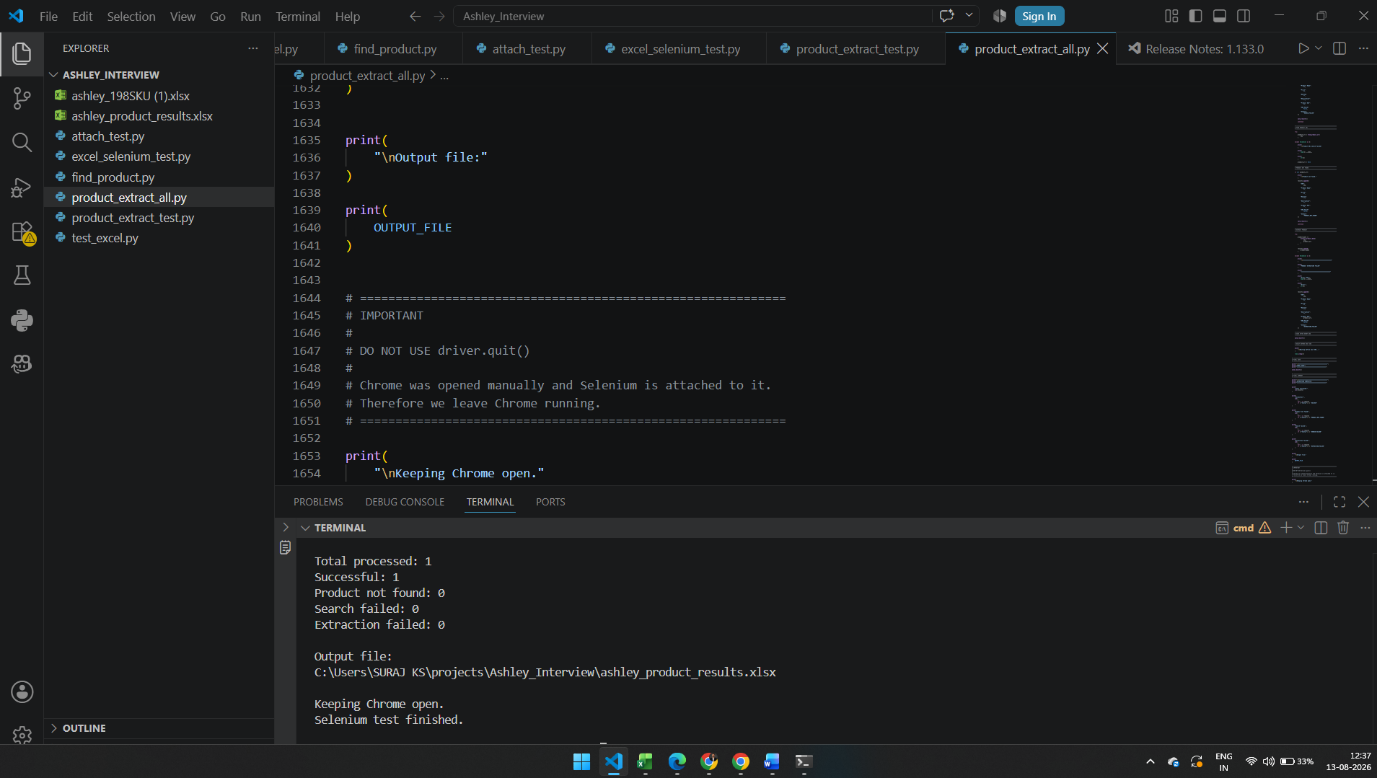 File Edit Selection View Go Run Terminal Help
Ashley_Interview
Sign In
EXPLORER
ASHLEY_INTERVIEW
ashley_198SKU (1).xlsx
ashley_product_results.xlsx
attach_test.py
excel_selenium_test.py
find_product.py
product_extract_all.py
product_extract_test.py
test_excel.py
OUTLINE
el.py find_product.py attach_test.py excel_selenium_test.py product_extract_test.py product_extract_all.py Release Notes: 1.133.0
product_extract_all.py > ...
1632 )
1633
1634
1635 print(
1636 "\nOutput file:"
1637 )
1638
1639 print(
1640 OUTPUT_FILE
1641 )
1642
1643
1644 # ============================================================
1645 # IMPORTANT
1646 #
1647 # DO NOT USE driver.quit()
1648 #
1649 # Chrome was opened manually and Selenium is attached to it.
1650 # Therefore we leave Chrome running.
1651 # ============================================================
1652
1653 print(
1654 "\nKeeping Chrome open."
PROBLEMS DEBUG CONSOLE TERMINAL PORTS
TERMINAL
cmd
Total processed: 1
Successful: 1
Product not found: 0
Search failed: 0
Extraction failed: 0
Output file:
C:\Users\SURAJ KS\projects\Ashley_Interview\ashley_product_results.xlsx
Keeping Chrome open.
Selenium test finished.
ENG
IN
33%
12:37
13-08-2026